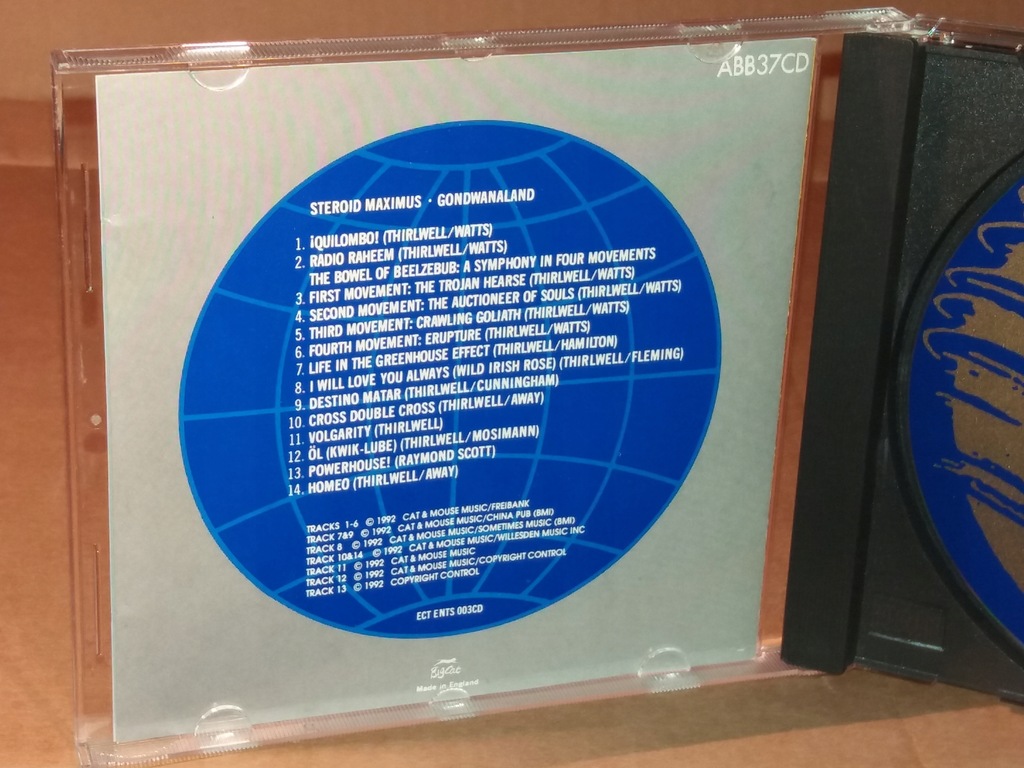 ABB37CD
STEROID MAXIMUS · GONDWANALAND
1. ¡QUILOMBO! (THIRLWELL/WATTS)
2. RADIO RAHEEM (THIRLWELL/WATTS)
THE BOWEL OF BEELZEBUB: A SYMPHONY IN FOUR MOVEMENTS
3. FIRST MOVEMENT: THE TROJAN HEARSE (THIRLWELL/WATTS)
4. SECOND MOVEMENT: THE AUCTIONEER OF SOULS (THIRLWELL/WATTS)
5. THIRD MOVEMENT: CRAWLING GOLIATH (THIRLWELL/WATTS)
6. FOURTH MOVEMENT: ERUPTURE (THIRLWELL/WATTS)
7. LIFE IN THE GREENHOUSE EFFECT (THIRLWELL/HAMILTON)
8. I WILL LOVE YOU ALWAYS (WILD IRISH ROSE) (THIRLWELL/FLEMING)
9. DESTINO MATAR (THIRLWELL/CUNNINGHAM)
10. CROSS DOUBLE CROSS (THIRLWELL/AWAY)
11. VOLGARITY (THIRLWELL)
12. ÖL (KWIK-LUBE) (THIRLWELL/MOSIMANN)
13. POWERHOUSE! (RAYMOND SCOTT)
14. HOMEO (THIRLWELL/AWAY)
TRACKS 1-6 © 1992 CAT & MOUSE MUSIC/FREIBANK
TRACK 7&9 © 1992 CAT & MOUSE MUSIC/CHINA PUB (BMI)
TRACK 8 © 1992 CAT & MOUSE MUSIC/SOMETIMES MUSIC (BMI)
TRACK 10&14 © 1992 CAT & MOUSE MUSIC/WILLESDEN MUSIC INC
TRACK 11 © 1992 CAT & MOUSE MUSIC
TRACK 12 © 1992 CAT & MOUSE MUSIC/COPYRIGHT CONTROL
TRACK 13 © 1992 COPYRIGHT CONTROL
ECT ENTS 003CD
BigCat
Made in England